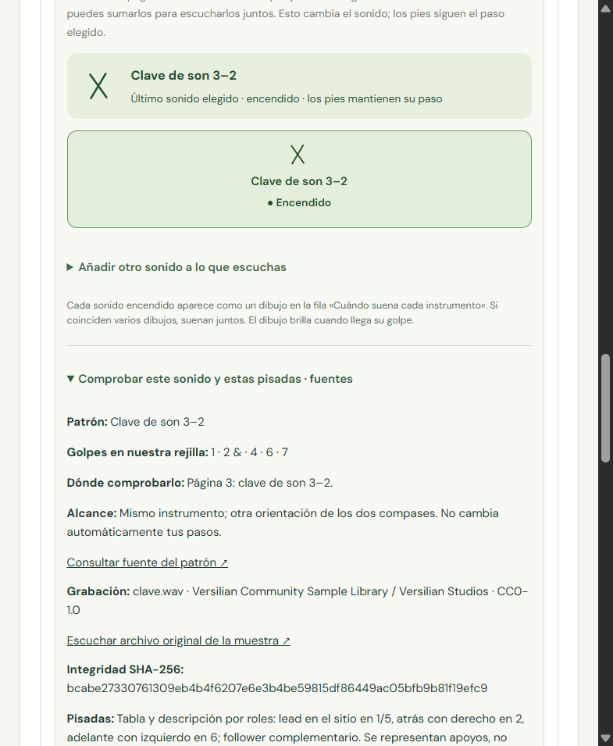 puedes sumarlos para escucharlos juntos. Esto cambia el sonido; los pies siguen el paso
elegido.
Clave de son 3–2
Último sonido elegido · encendido · los pies mantienen su paso
Clave de son 3–2
● Encendido
▶ Añadir otro sonido a lo que escuchas
Cada sonido encendido aparece como un dibujo en la fila «Cuándo suena cada instrumento». Si
coinciden varios dibujos, suenan juntos. El dibujo brilla cuando llega su golpe.
▼ Comprobar este sonido y estas pisadas · fuentes
Patrón: Clave de son 3–2
Golpes en nuestra rejilla: 1 · 2 & · 4 · 6 · 7
Dónde comprobarlo: Página 3: clave de son 3–2.
Alcance: Mismo instrumento; otra orientación de los dos compases. No cambia
automáticamente tus pasos.
Consultar fuente del patrón ↗
Grabación: clave.wav · Versilian Community Sample Library / Versilian Studios · CC0-
1.0
Escuchar archivo original de la muestra ↗
Integridad SHA-256:
bcabe27330761309eb4b4f6207e6e3b4be59815df86449ac05bfb9b81f19efc9
Pisadas: Tabla y descripción por roles: lead en el sitio en 1/5, atrás con derecho en 2,
adelante con izquierdo en 6; follower complementario. Se representan apoyos, no